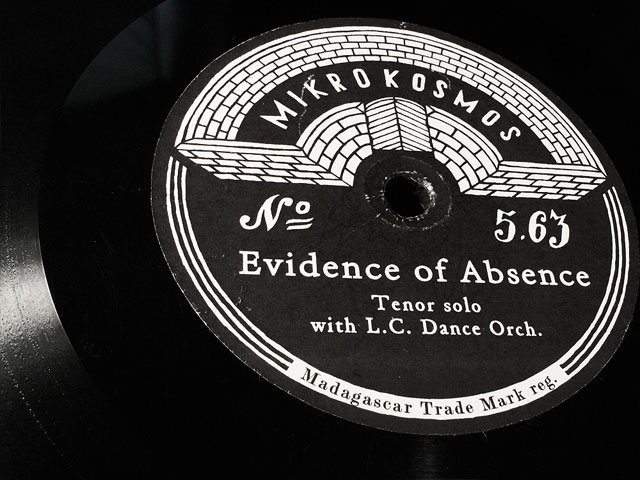 MIKROKOSMOS
No 5.63
Evidence of Absence
Tenor solo
with L.C. Dance Orch.
Madagascar Trade Mark reg.